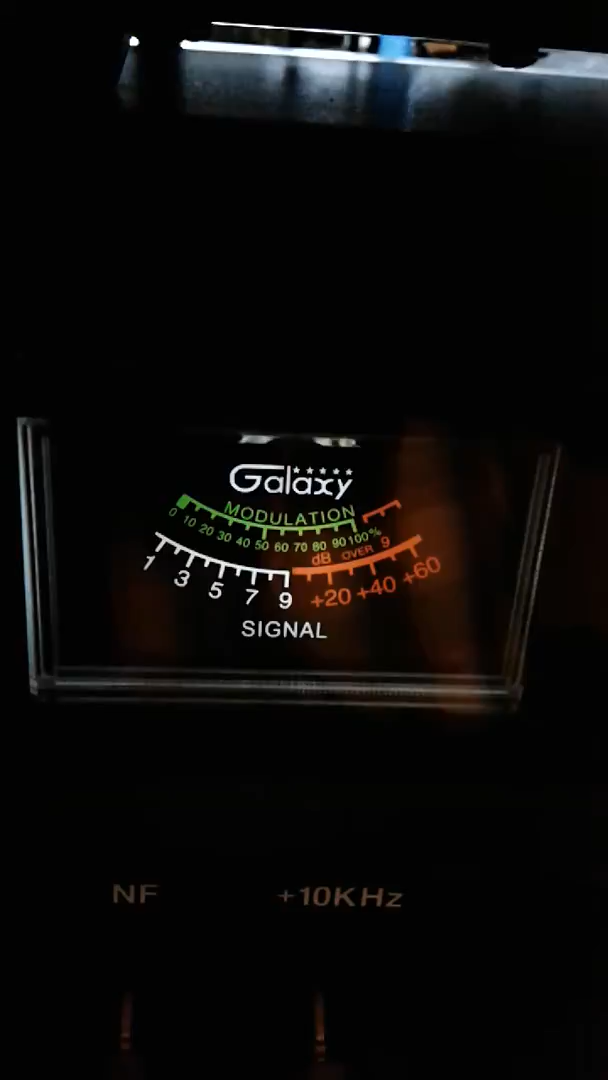 Galaxy
MODULATION
0 10 20 30 40 50 60 70 80 90 100%
dB OVER 9
1 3 5 7 9 +20 +40 +60
SIGNAL
NF +10KHz